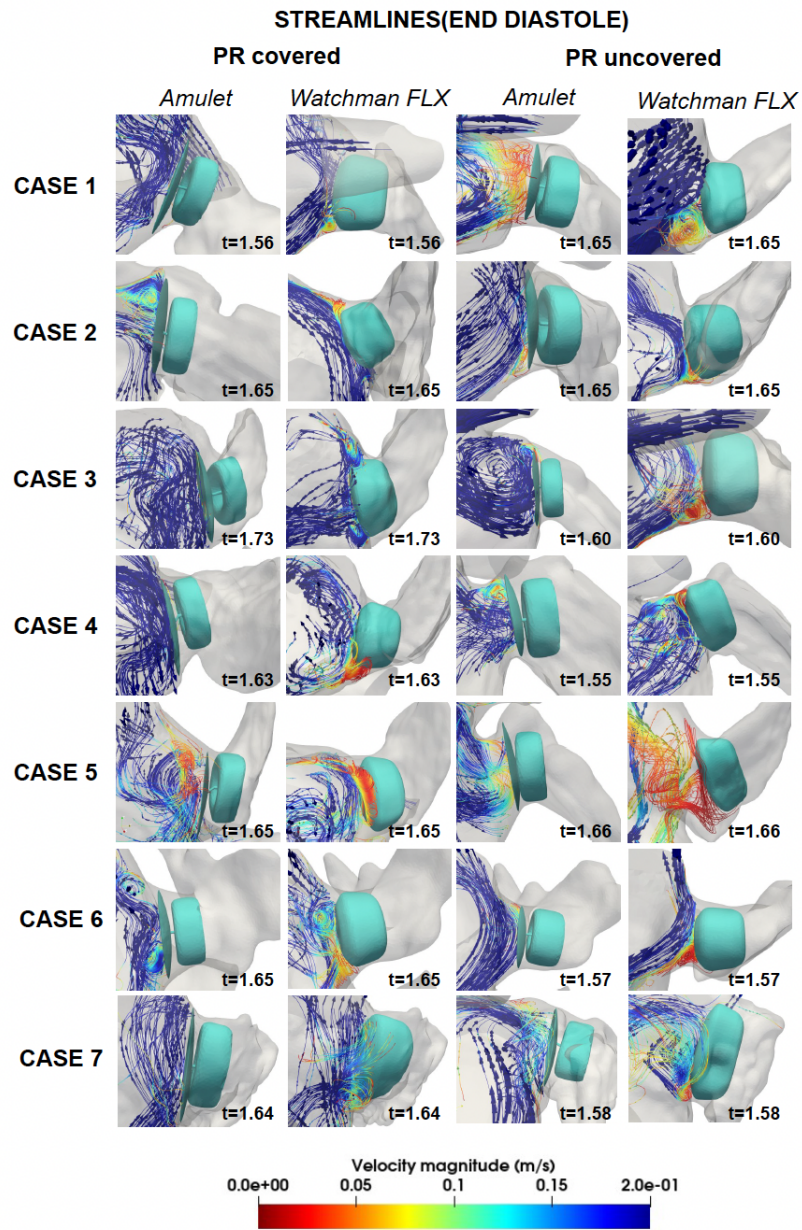 STREAMLINES(END DIASTOLE)
PR covered PR uncovered
Amulet Watchman FLX Amulet Watchman FLX
CASE 1
t=1.56 t=1.56 t=1.65 t=1.65
CASE 2
t=1.65 t=1.65 t=1.65 t=1.65
CASE 3
t=1.73 t=1.73 t=1.60 t=1.60
CASE 4
t=1.63 t=1.63 t=1.55 t=1.55
CASE 5
t=1.65 t=1.65 t=1.66 t=1.66
CASE 6
t=1.65 t=1.65 t=1.57 t=1.57
CASE 7
t=1.64 t=1.64 t=1.58 t=1.58
Velocity magnitude (m/s)
0.0e+00 0.05 0.1 0.15 2.0e-01